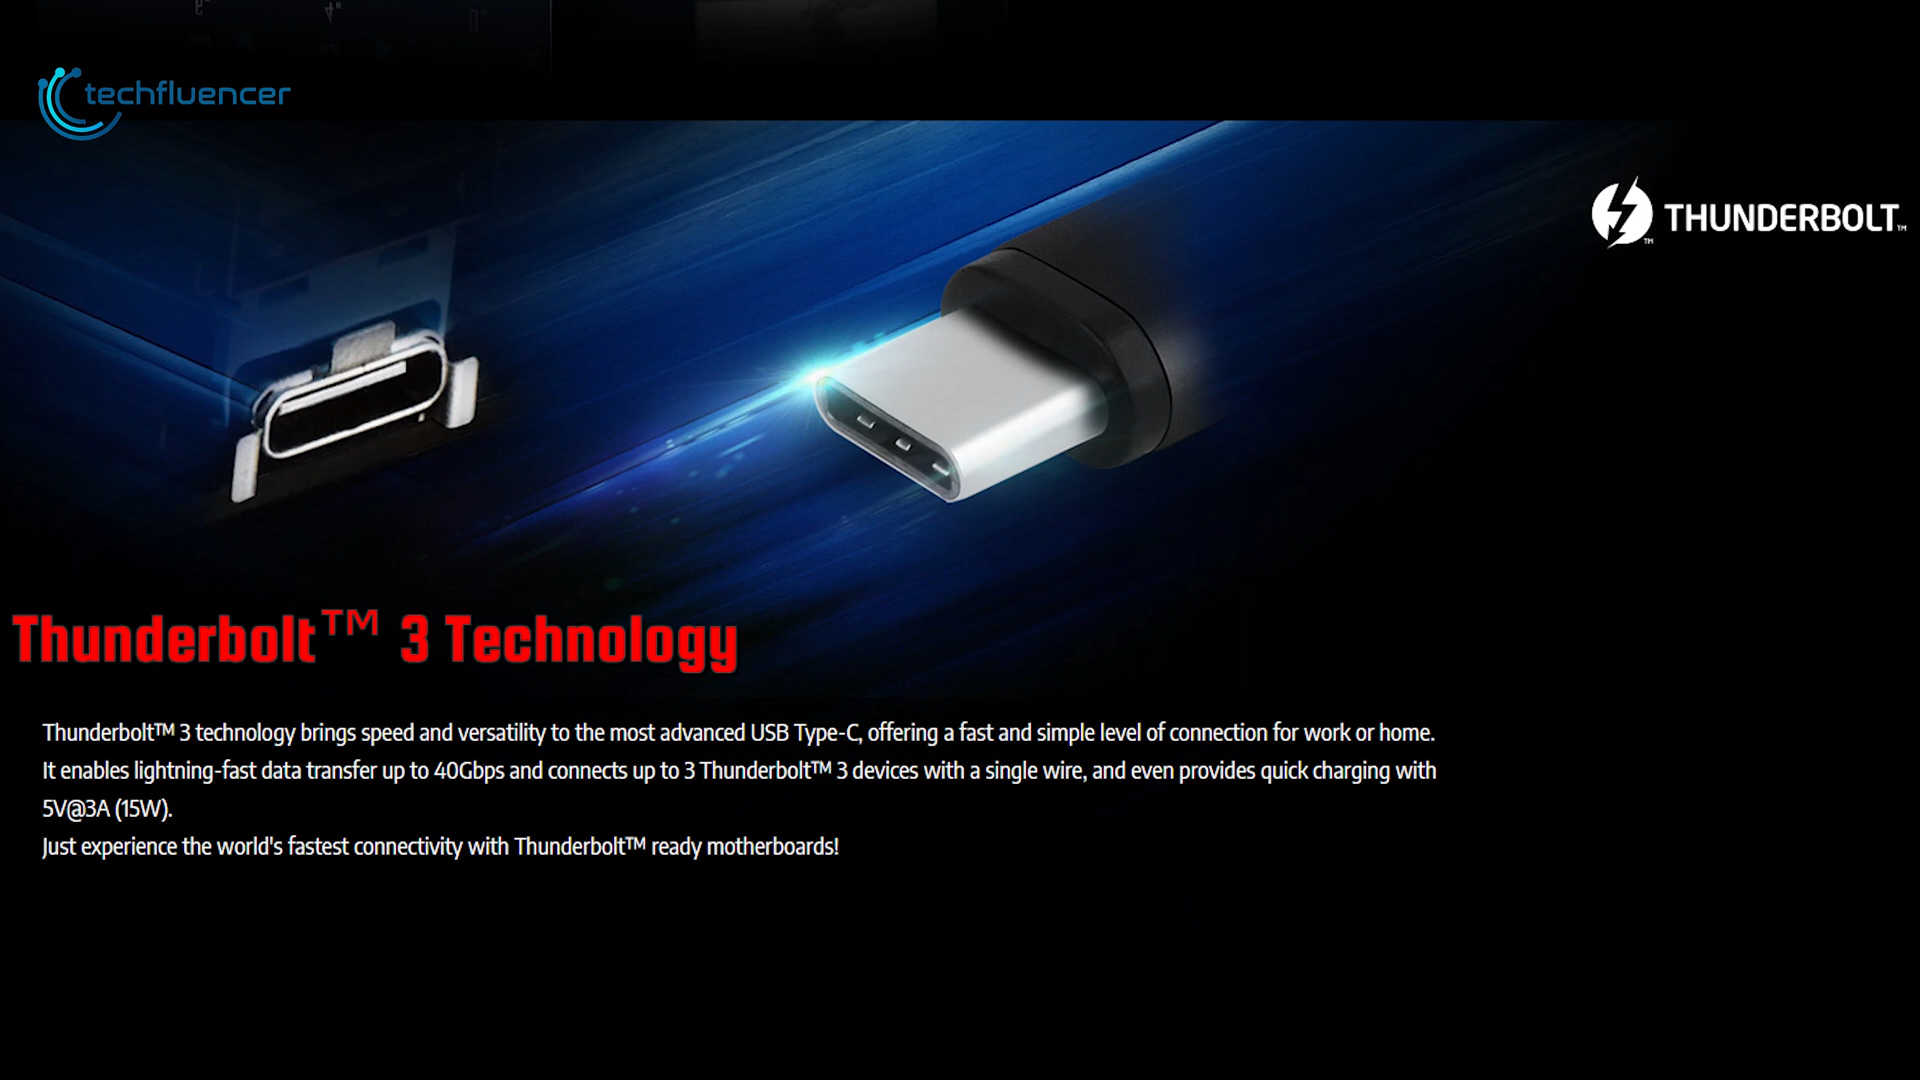 techfluencer
THUNDERBOLT™
Thunderbolt™ 3 Technology
Thunderbolt™ 3 technology brings speed and versatility to the most advanced USB Type-C, offering a fast and simple level of connection for work or home.
It enables lightning-fast data transfer up to 40Gbps and connects up to 3 Thunderbolt™ 3 devices with a single wire, and even provides quick charging with
5V@3A (15W).
Just experience the world's fastest connectivity with Thunderbolt™ ready motherboards!